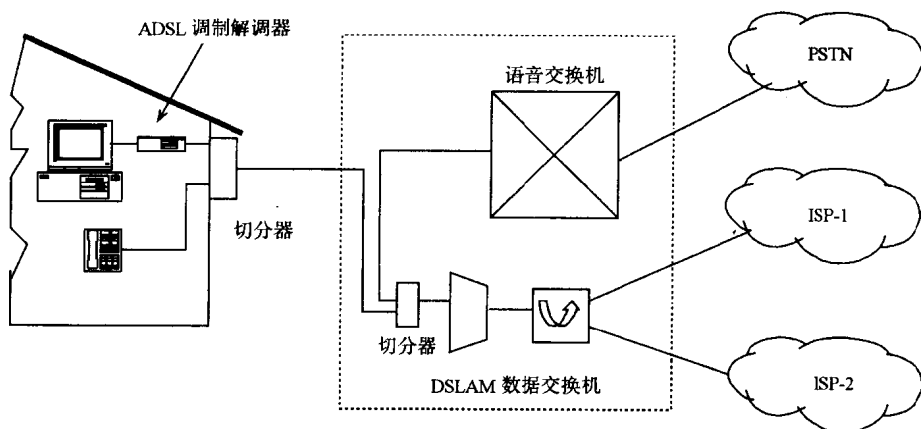 ADSL 调制解调器
语音交换机
PSTN
切分器
ISP-1
切分器
DSLAM 数据交换机
ISP-2